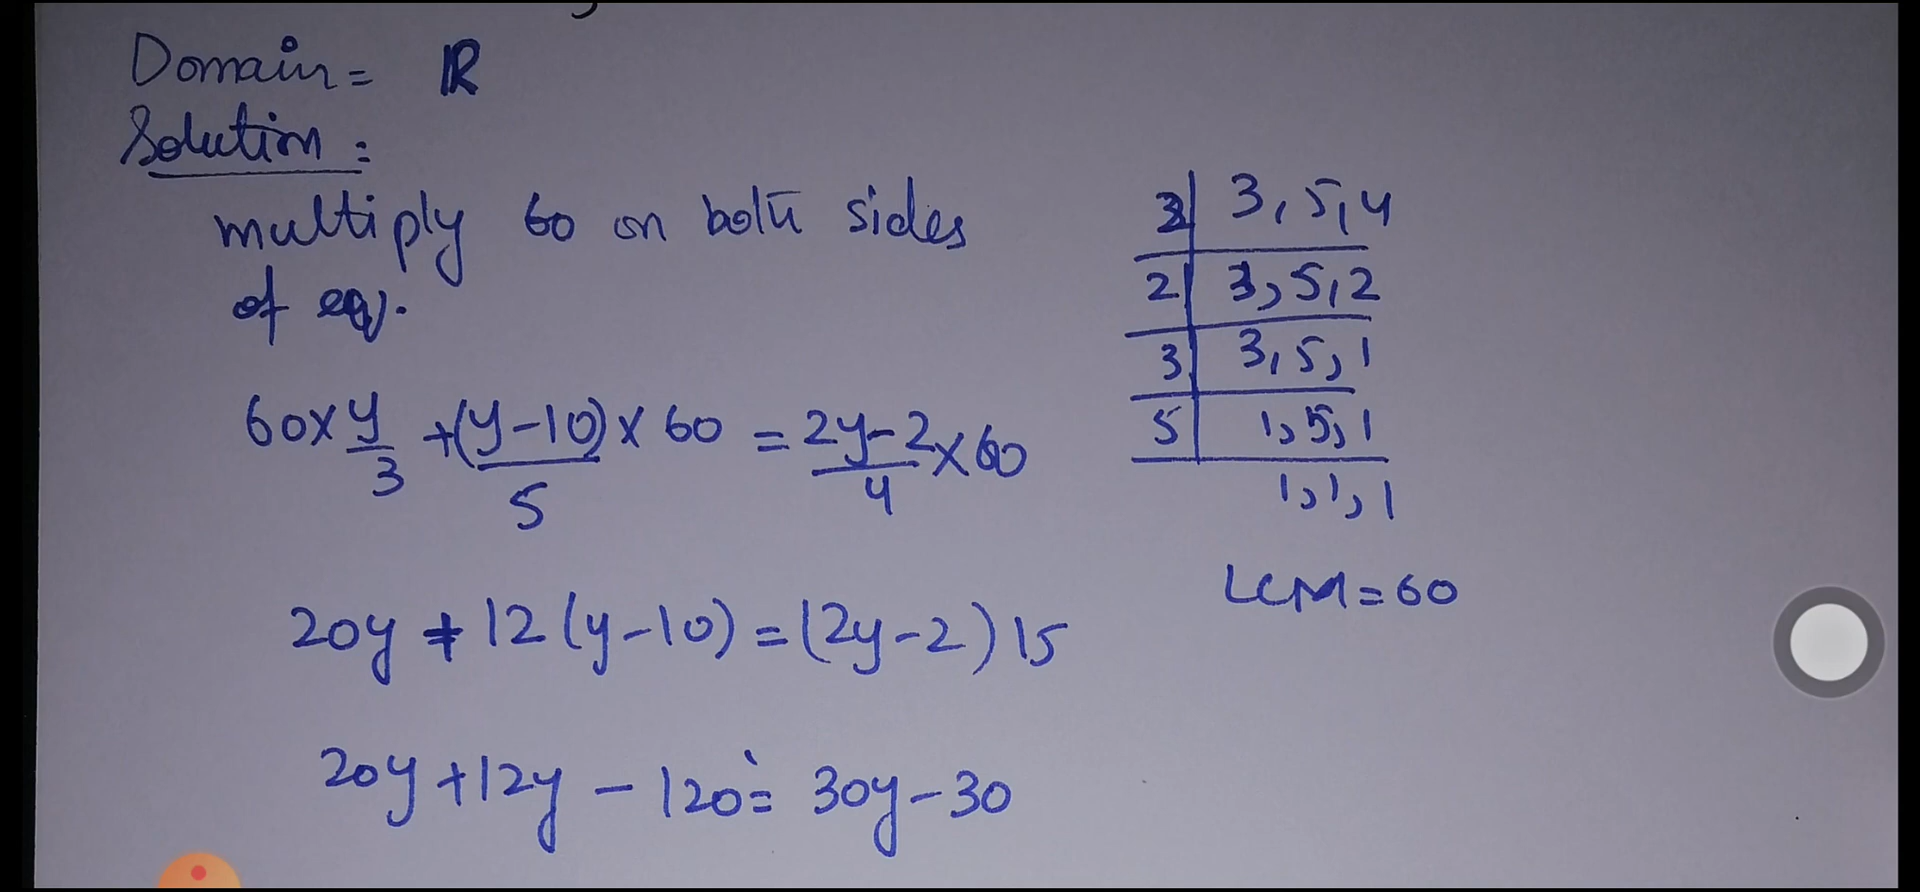 Domain = ℝ
Solution :
multiply 60 on both sides
of eq.
60 × y/3 + (y-10)/5 × 60 = 2y-2/4 × 60
20y + 12 (y-10) = (2y-2) 15
20y + 12y - 120 = 30y - 30
2| 3, 5, 4
2| 3, 5, 2
3| 3, 5, 1
5| 1, 5, 1
1, 1, 1
LCM = 60